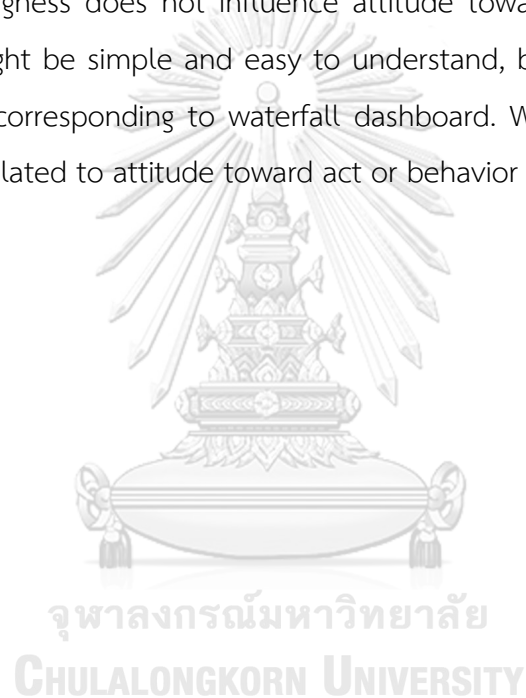 gness does not influence attitude towa
ght be simple and easy to understand, b
corresponding to waterfall dashboard. W
lated to attitude toward act or behavior
จุฬาลงกรณ์มหาวิทยาลัย
CHULALONGKORN UNIVERSITY